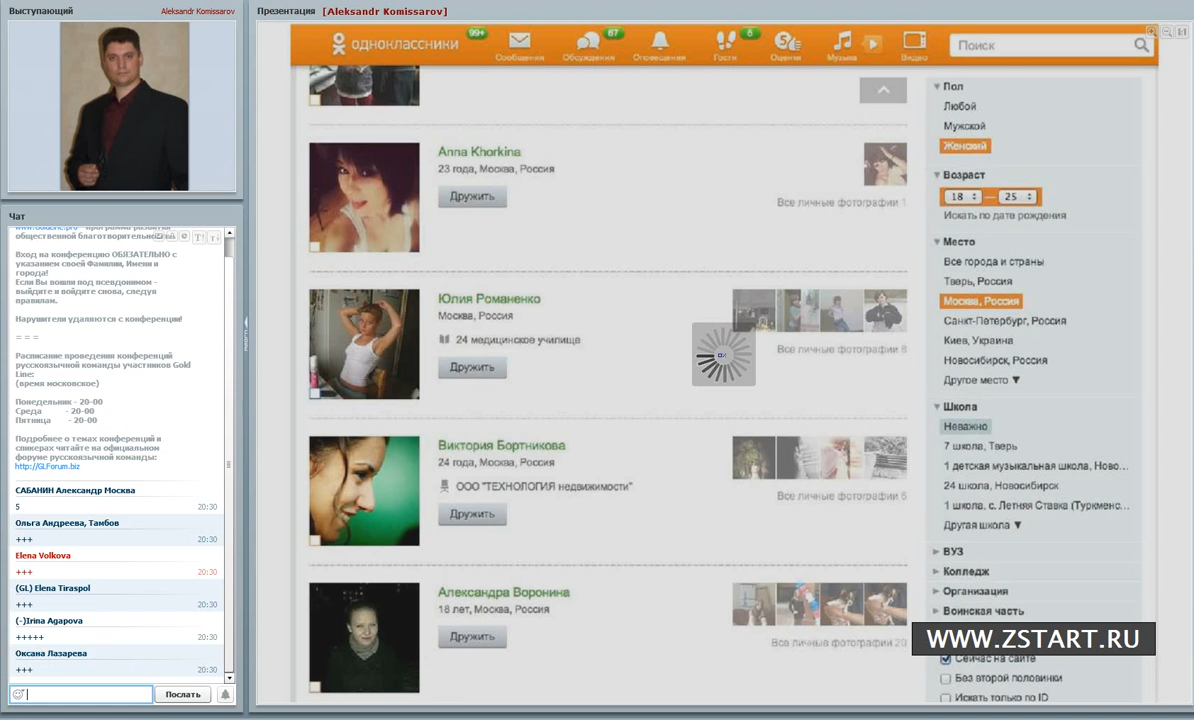 Выступающий
Aleksandr Komissarov
Чат
общественной благотворительно
Вход на конференцию ОБЯЗАТЕЛЬНО с
указанием своей Фамилии, Имени и
города!
Если Вы вошли под псевдонимом -
выйдите и войдите снова, следуя
правилам.
Нарушители удаляются с конференции!
= = =
Расписание проведения конференций
русскоязычной команды участников Gold
Line:
(время московское)
Понедельник - 20-00
Среда - 20-00
Пятница - 20-00
Подробнее о темах конференций и
спикерах читайте на официальном
форуме русскоязычной команды:
http://GLForum.biz
САБАНИН Александр Москва
5 20:30
Ольга Андреева, Тамбов
+++ 20:30
Elena Volkova
+++ 20:30
(GL) Elena Tiraspol
+++ 20:30
(-)Irina Agapova
+++++ 20:30
Оксана Лазарева
+++ 20:30
Послать
Презентация [Aleksandr Komissarov]
одноклассники 99+
Сообщения
67 Обсуждения
Оповещения
6 Гости
5 Оценки
Музыка
Видео
Поиск
1:1
Anna Khorkina
23 года, Москва, Россия
Дружить
Все личные фотографии 1
Юлия Романенко
Москва, Россия
24 медицинское училище
Дружить
Все личные фотографии 8
Виктория Бортникова
24 года, Москва, Россия
ООО "ТЕХНОЛОГИЯ недвижимости"
Дружить
Все личные фотографии 6
Александра Воронина
18 лет, Москва, Россия
Дружить
Все личные фотографии 20
Пол
Любой
Мужской
Женский
Возраст
18 — 25
Искать по дате рождения
Место
Все города и страны
Тверь, Россия
Москва, Россия
Санкт-Петербург, Россия
Киев, Украина
Новосибирск, Россия
Другое место ▼
Школа
Неважно
7 школа, Тверь
1 детская музыкальная школа, Ново...
24 школа, Новосибирск
1 школа, с. Летняя Ставка (Туркменс...
Другая школа ▼
ВУЗ
Колледж
Организация
Воинская часть
WWW.ZSTART.RU
Сейчас на сайте
Без второй половинки
Искать только по ID